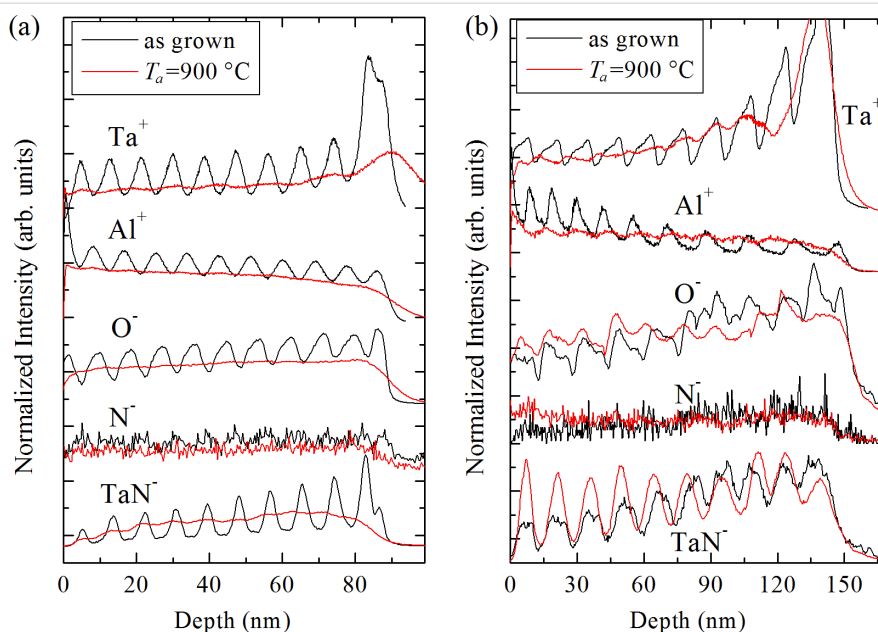 (a)
as grown
Tₐ=900 °C
Ta⁺
Al⁺
O⁻
N⁻
TaN⁻
Normalized Intensity (arb. units)
0 20 40 60 80
Depth (nm)
(b)
as grown
Tₐ=900 °C
Ta⁺
Al⁺
O⁻
N⁻
TaN⁻
Normalized Intensity (arb. units)
0 30 60 90 120 150
Depth (nm)